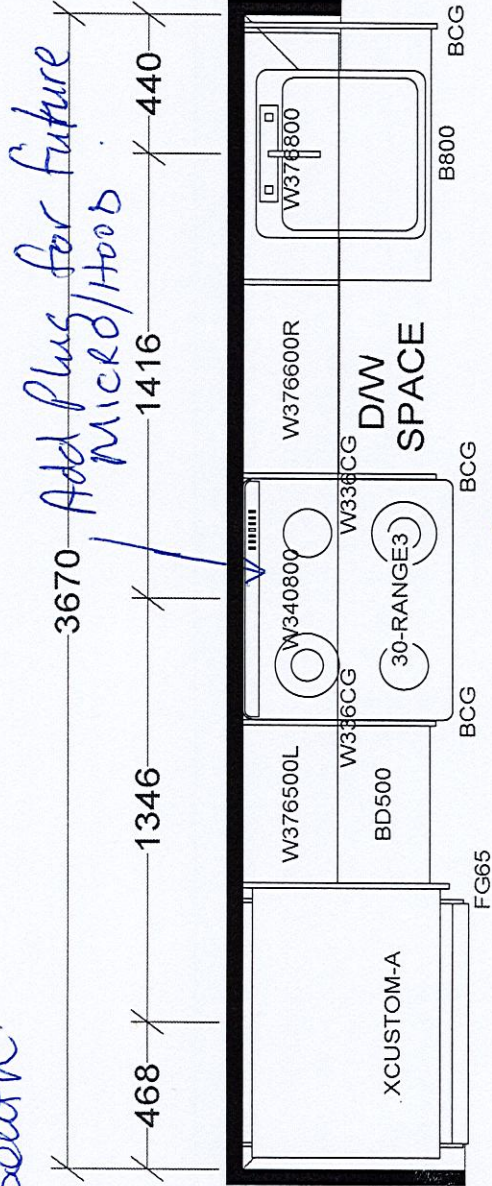 Add Plug for future
Micro/Hood
3670
468
1346
1416
440
W376500L
W340800
W376600R
W376800
W336CG
W336CG
XCUSTOM-A
BD500
30-RANGE3
D/W
SPACE
B800
FG65
BCG
BCG
BCG